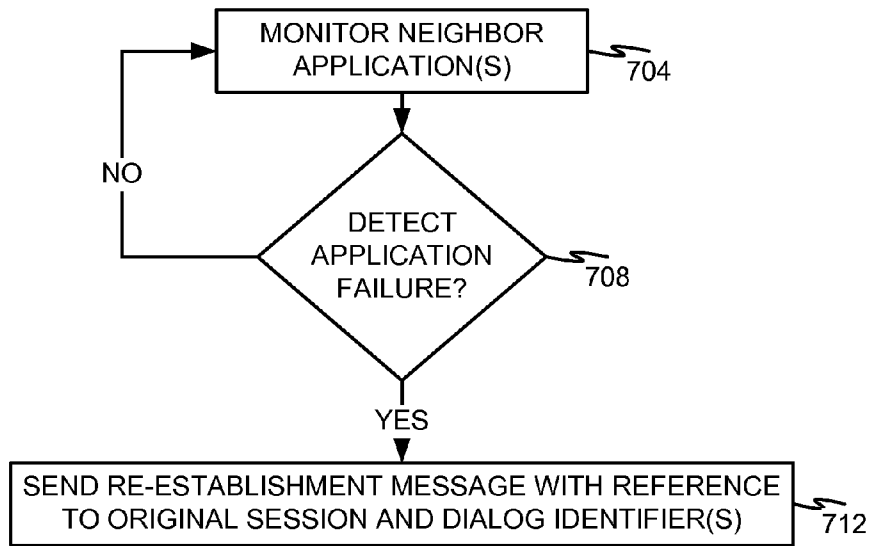 MONITOR NEIGHBOR
APPLICATION(S)
704
NO
DETECT
APPLICATION
FAILURE?
708
YES
SEND RE-ESTABLISHMENT MESSAGE WITH REFERENCE
TO ORIGINAL SESSION AND DIALOG IDENTIFIER(S)
712